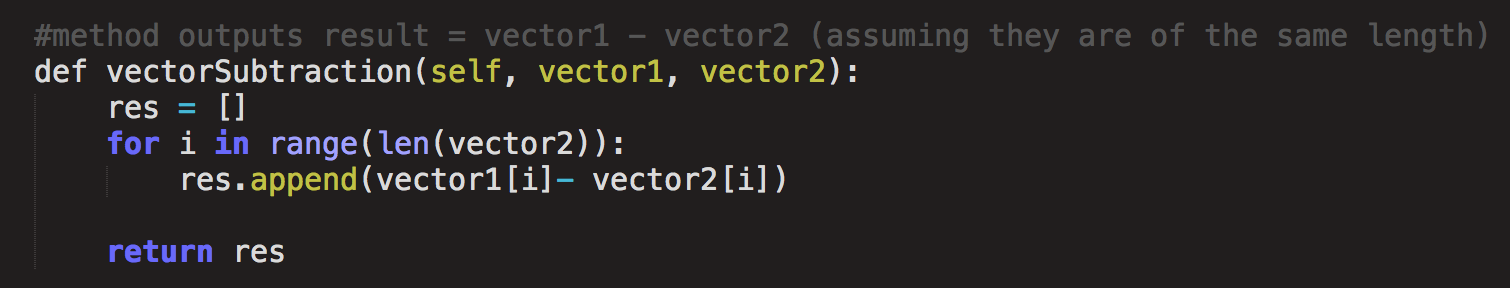 #method outputs result = vector1 - vector2 (assuming they are of the same length)
def vectorSubtraction(self, vector1, vector2):
    res = []
    for i in range(len(vector2)):
        res.append(vector1[i]- vector2[i])
    return res